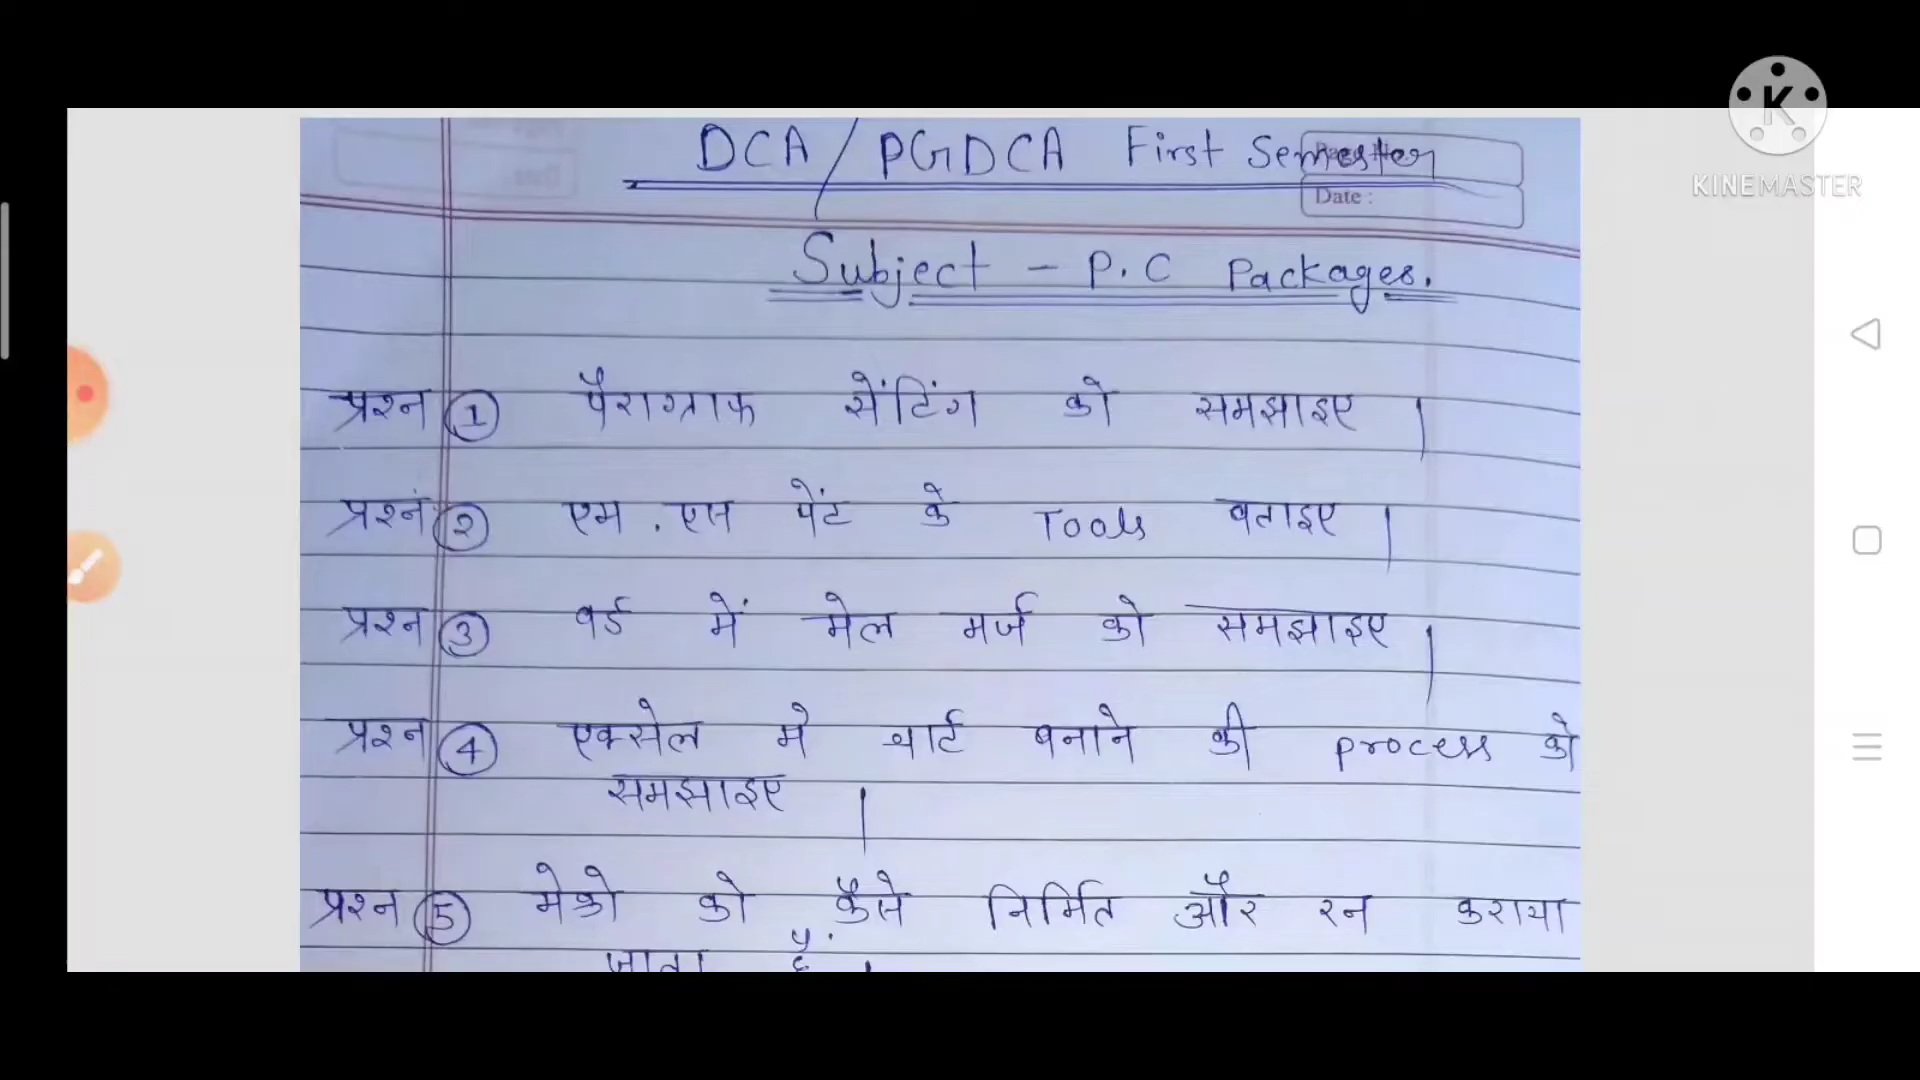 DCA / PGDCA First Semester
Date :
Subject - P.C Packages.
प्रश्न 1 पैराग्राफ सेंटिंग को समझाइए |
प्रश्न २ एम . एस पेंट के Tools बताइए |
प्रश्न 3 वर्ड में मेल मर्ज को समझाइए |
प्रश्न 4 एक्सेल मे चार्ट बनाने की process को
समझाइए |
प्रश्न 5 मेक्रो को कैसे निर्मित और रन कराया
जाता है
KINEMASTER